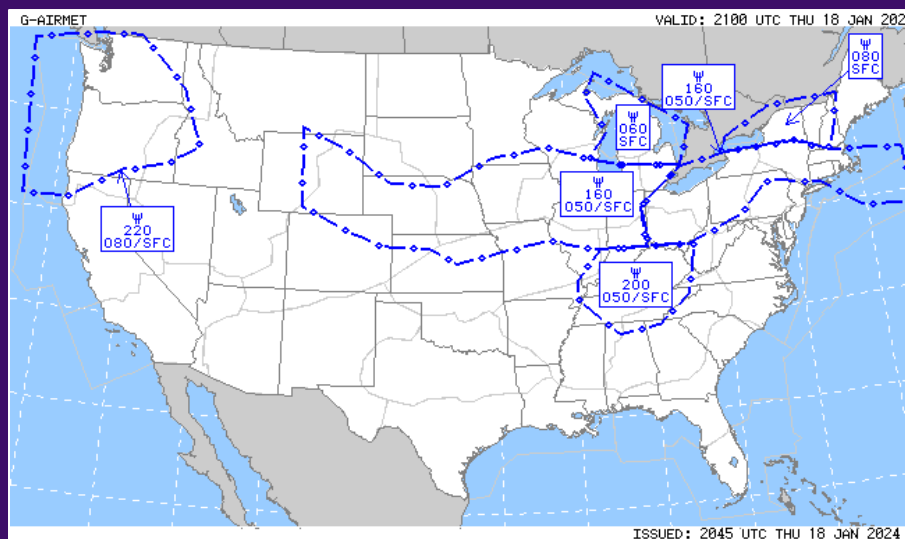 G-AIRMET
VALID: 2100 UTC THU 18 JAN 202
080
SFC
160
050/SFC
060
SFC
160
050/SFC
220
080/SFC
200
050/SFC
ISSUED: 2045 UTC THU 18 JAN 2024